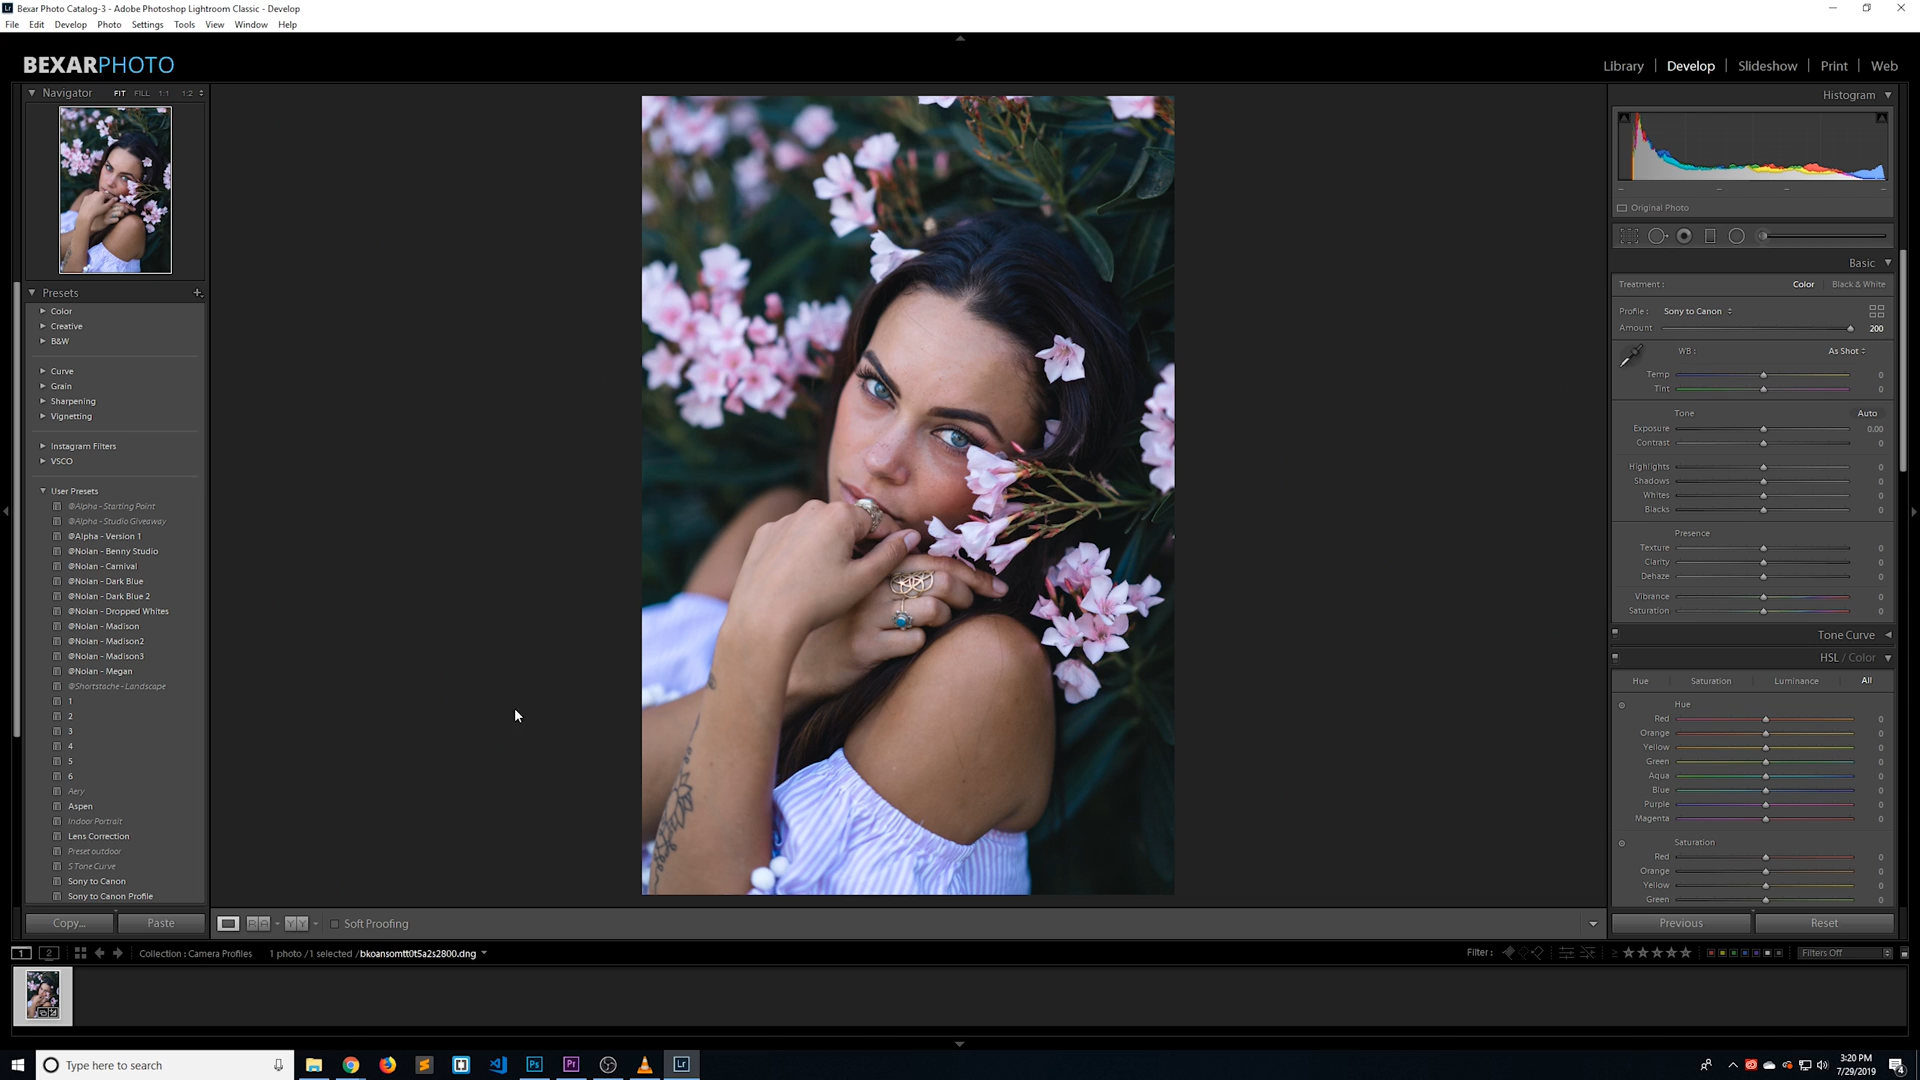 Bexar Photo Catalog-3 - Adobe Photoshop Lightroom Classic - Develop
File Edit Develop Photo Settings Tools View Window Help
BEXARPHOTO
Library | Develop | Slideshow | Print | Web
Navigator FIT FILL 1:1 1:2
Presets
Color
Creative
B&W
Curve
Grain
Sharpening
Vignetting
Instagram Filters
VSCO
User Presets
@Alpha - Starting Point
@Alpha - Studio Giveaway
@Alpha - Version 1
@Nolan - Benny Studio
@Nolan - Carnival
@Nolan - Dark Blue
@Nolan - Dark Blue 2
@Nolan - Dropped Whites
@Nolan - Madison
@Nolan - Madison2
@Nolan - Madison3
@Nolan - Megan
@Shortstache - Landscape
1
2
3
4
5
6
Aery
Aspen
Indoor Portrait
Lens Correction
Preset outdoor
S Tone Curve
Sony to Canon
Sony to Canon Profile
Copy... Paste
Soft Proofing
Histogram
Original Photo
Basic
Treatment : Color Black & White
Profile : Sony to Canon
Amount 200
WB : As Shot
Temp 0
Tint 0
Tone Auto
Exposure 0.00
Contrast 0
Highlights 0
Shadows 0
Whites 0
Blacks 0
Presence
Texture 0
Clarity 0
Dehaze 0
Vibrance 0
Saturation 0
Tone Curve
HSL / Color
Hue Saturation Luminance All
Hue
Red 0
Orange 0
Yellow 0
Green 0
Aqua 0
Blue 0
Purple 0
Magenta 0
Saturation
Red 0
Orange 0
Yellow 0
Green 0
Previous Reset
1 2 Collection : Camera Profiles 1 photo / 1 selected / bkoansomtt0t5a2s2800.dng
Filter : Filters Off
Type here to search
Ps Pr Lr
3:20 PM
7/29/2019
4